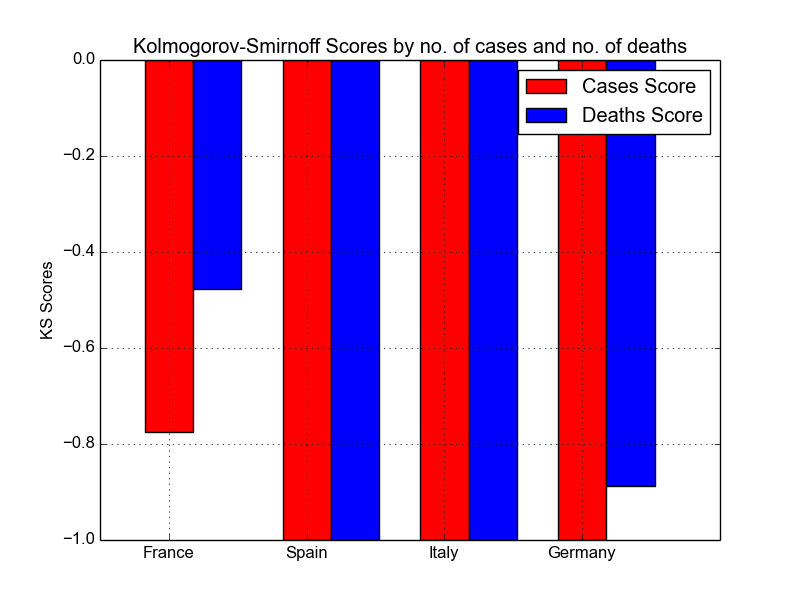 Kolmogorov-Smirnoff Scores by no. of cases and no. of deaths
0.0
Cases Score
Deaths Score
−0.2
−0.4
KS Scores
−0.6
−0.8
−1.0
France Spain Italy Germany